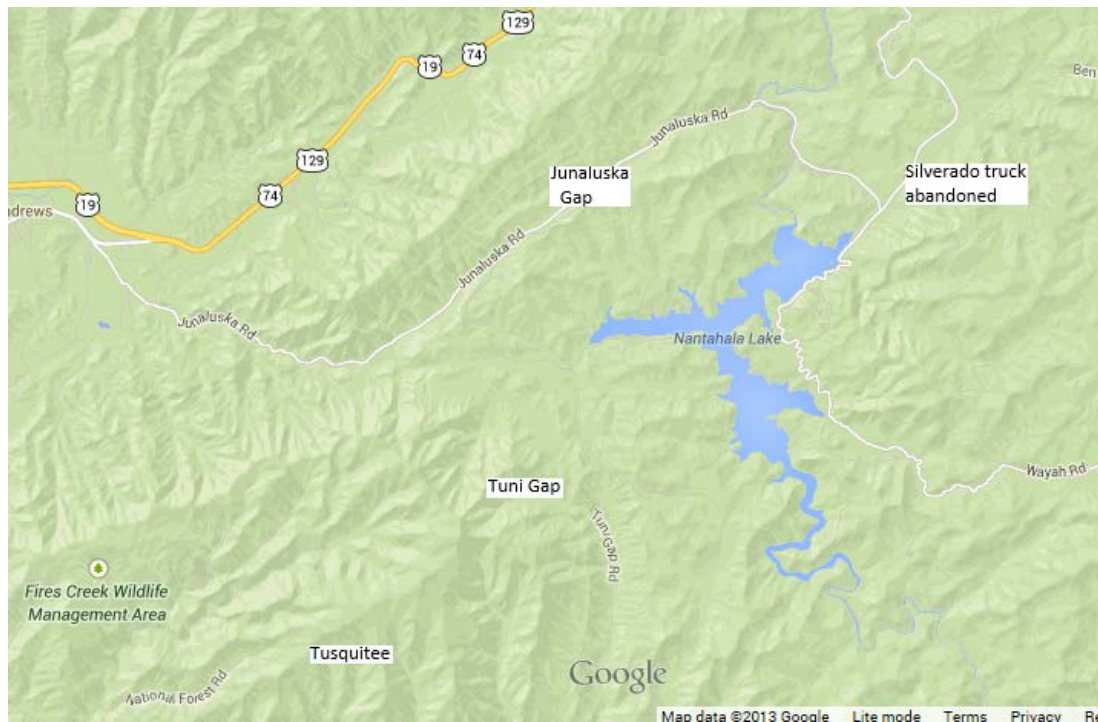 129
74
19
Ben
Junaluska Rd
129
Junaluska
Gap
Silverado truck
abandoned
74
19
ndrews
Junaluska Rd
Junaluska Rd
Nantahala Lake
Wayah Rd
Tuni Gap
Tuni Gap Rd
Fires Creek Wildlife
Management Area
Tusquitee
National Forest Rd
Google
Map data ©2013 Google Lite mode Terms Privacy Re